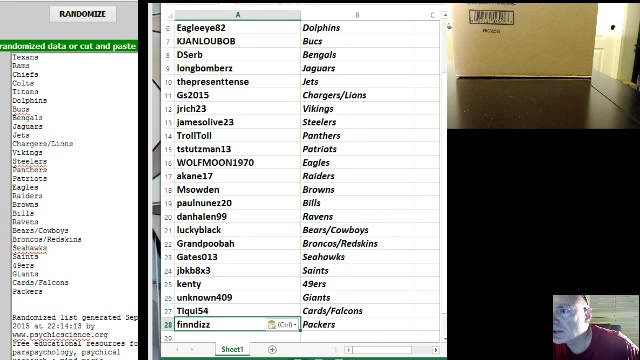 RANDOMIZE
randomized data or cut and paste
Texans
Rams
Chiefs
Colts
Titans
Dolphins
Bucs
Bengals
Jaguars
Jets
Chargers/Lions
Vikings
Steelers
Panthers
Patriots
Eagles
Raiders
Browns
Bills
Ravens
Bears/Cowboys
Broncos/Redskins
Seahawks
Saints
49ers
Giants
Cards/Falcons
Packers
Randomized list generated Sep
2015 at 22:14:13 by
www.psychicscience.org
Free educational resources fo
parapsychology, psychical
A B C
6 Eagleeye82 Dolphins
7 KJANLOUBOB Bucs
8 DSerb Bengals
9 longbomberz Jaguars
10 thepresenttense Jets
11 Gs2015 Chargers/Lions
12 jrich23 Vikings
13 jamesolive23 Steelers
14 TrollToll Panthers
15 tstutzman13 Patriots
16 WOLFMOON1970 Eagles
17 akane17 Raiders
18 Msowden Browns
19 paulnunez20 Bills
20 danhalen99 Ravens
21 luckyblack Bears/Cowboys
22 Grandpoobah Broncos/Redskins
23 Gates013 Seahawks
24 jbkb8x3 Saints
25 kenty 49ers
26 unknown409 Giants
27 Tiqui54 Cards/Falcons
28 finndizz (Ctrl) Packers
29
Sheet1